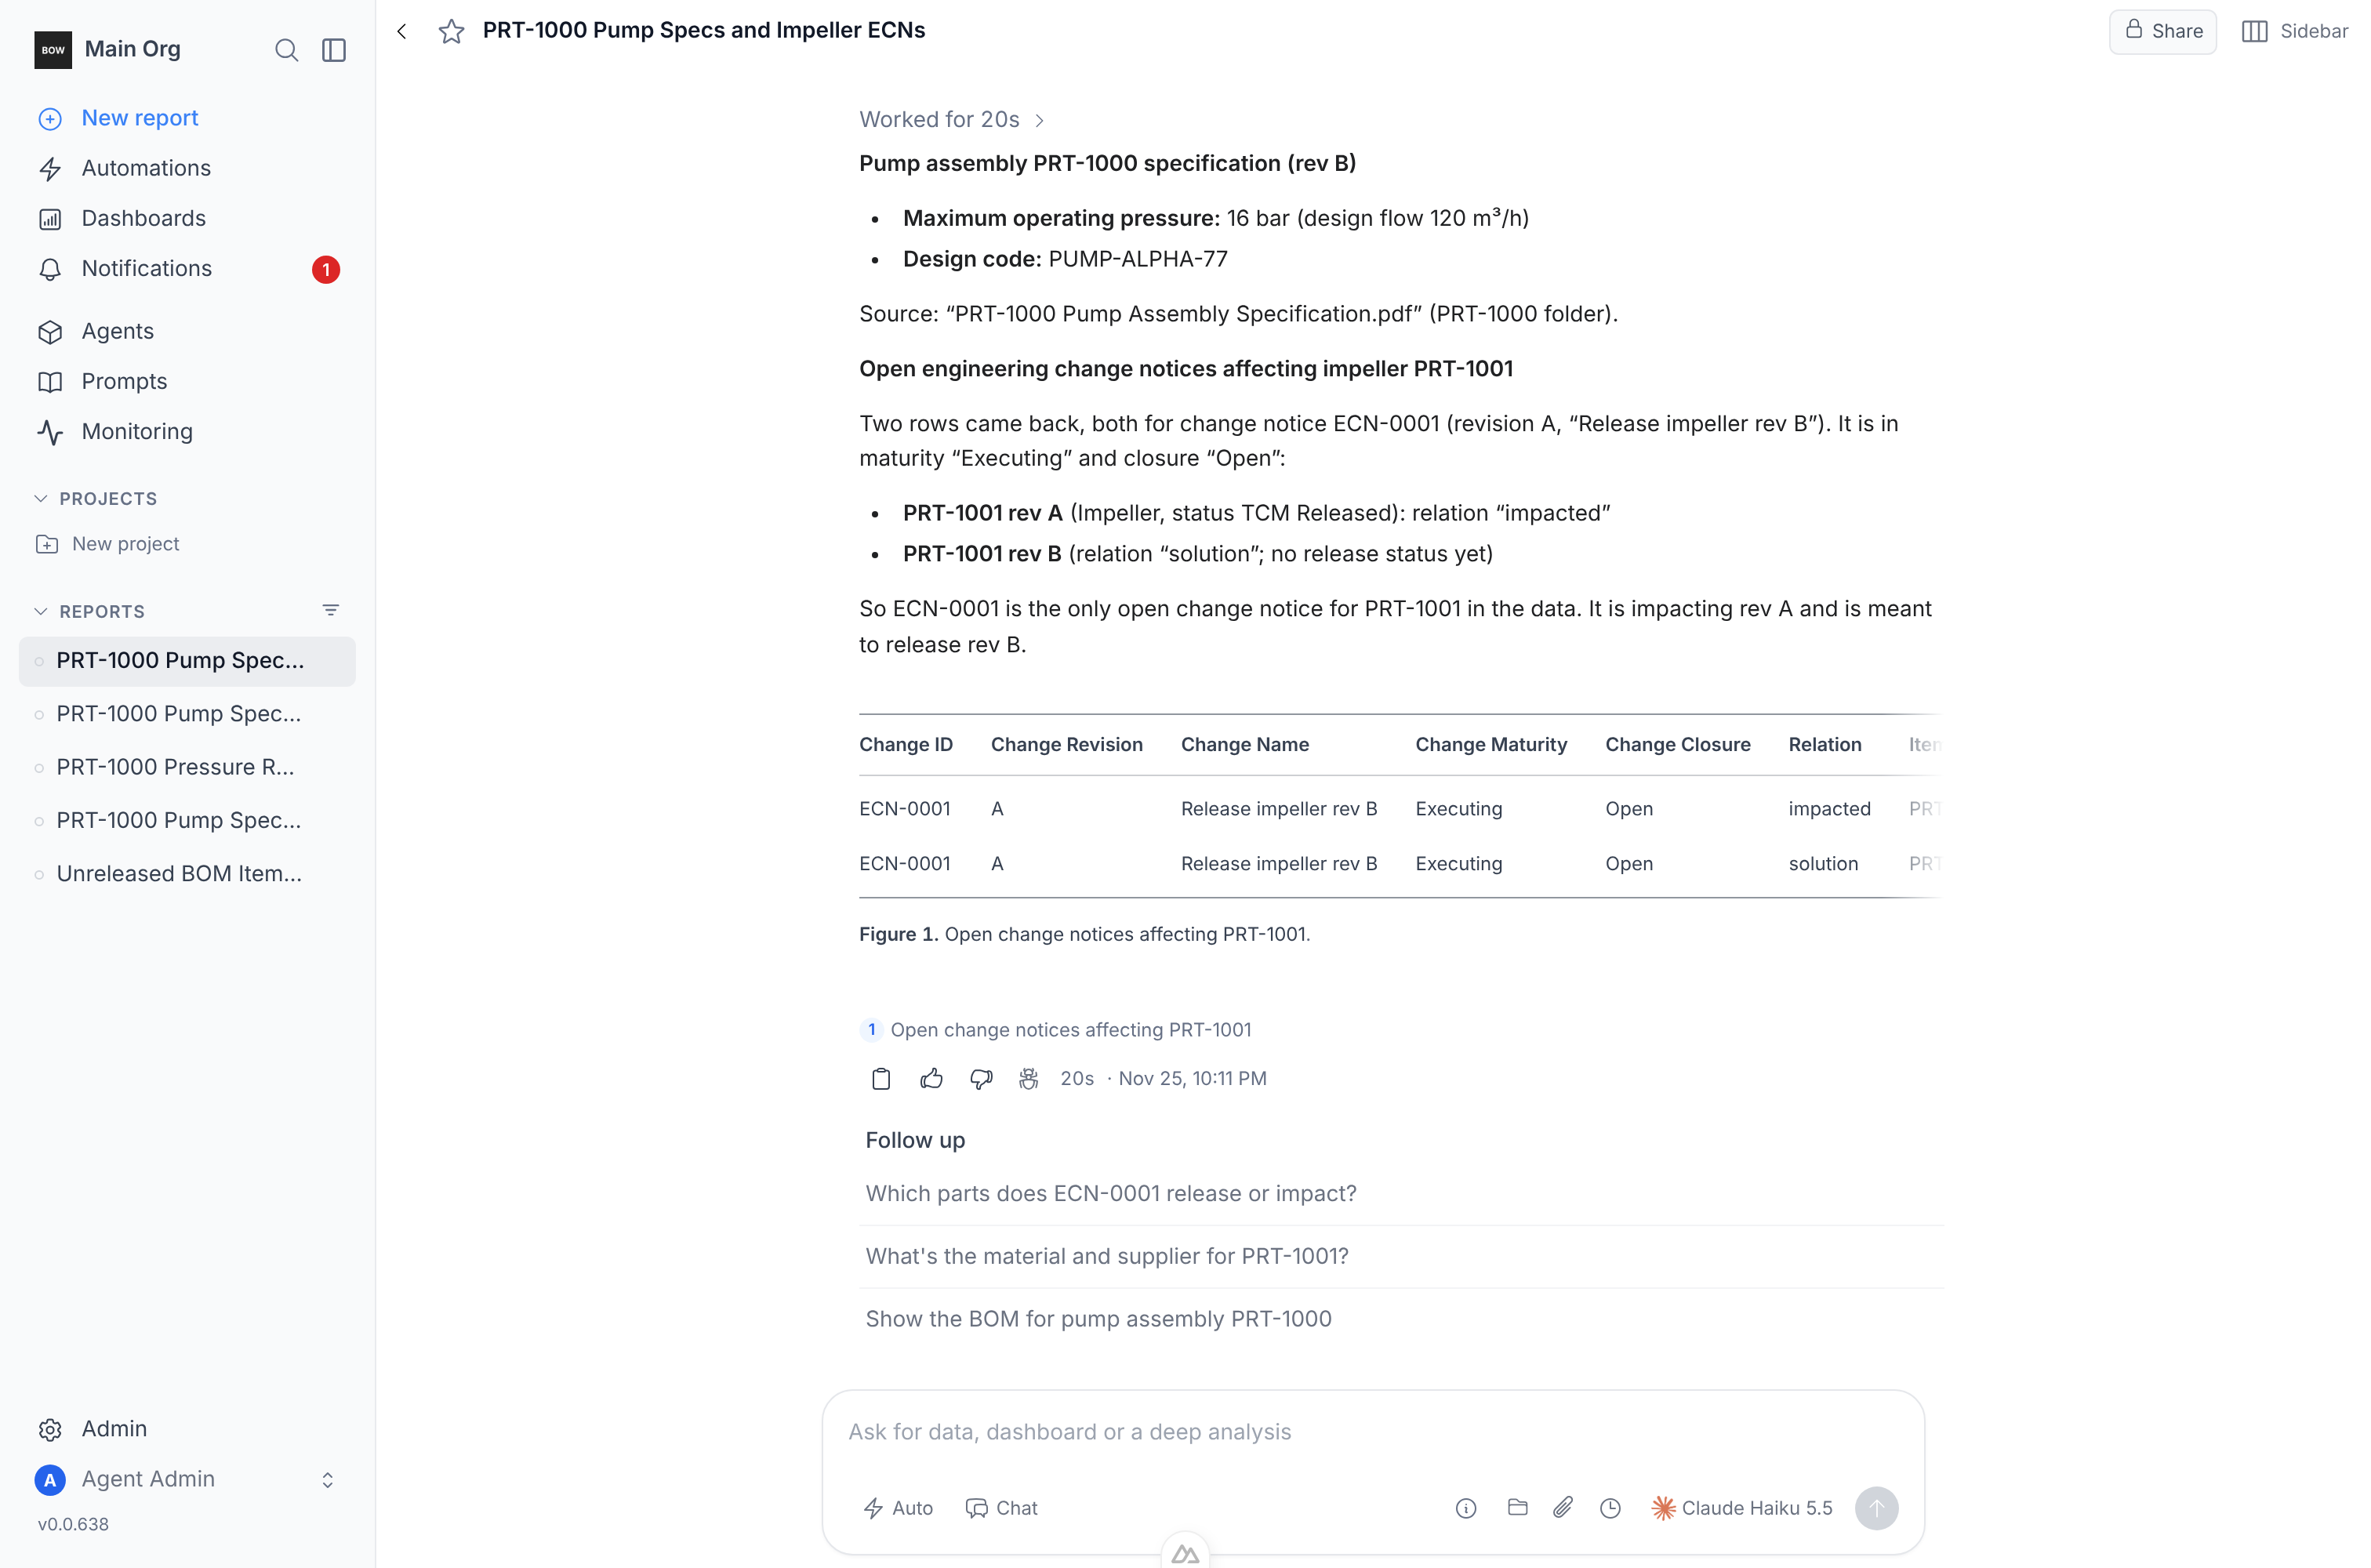 BOW
Main Org
New report
Automations
Dashboards
Notifications
1
Agents
Prompts
Monitoring
PROJECTS
New project
REPORTS
PRT-1000 Pump Spec...
PRT-1000 Pump Spec...
PRT-1000 Pressure R...
PRT-1000 Pump Spec...
Unreleased BOM Item...
Admin
A
Agent Admin
v0.0.638
PRT-1000 Pump Specs and Impeller ECNs
Share
Sidebar
Worked for 20s
Pump assembly PRT-1000 specification (rev B)
• Maximum operating pressure: 16 bar (design flow 120 m³/h)
• Design code: PUMP-ALPHA-77
Source: “PRT-1000 Pump Assembly Specification.pdf” (PRT-1000 folder).
Open engineering change notices affecting impeller PRT-1001
Two rows came back, both for change notice ECN-0001 (revision A, “Release impeller rev B”). It is in
maturity “Executing” and closure “Open”:
• PRT-1001 rev A (Impeller, status TCM Released): relation “impacted”
• PRT-1001 rev B (relation “solution”; no release status yet)
So ECN-0001 is the only open change notice for PRT-1001 in the data. It is impacting rev A and is meant
to release rev B.
Change ID Change Revision Change Name Change Maturity Change Closure Relation
ECN-0001 A Release impeller rev B Executing Open impacted PRT
ECN-0001 A Release impeller rev B Executing Open solution PRT
Figure 1. Open change notices affecting PRT-1001.
1 Open change notices affecting PRT-1001
20s · Nov 25, 10:11 PM
Follow up
Which parts does ECN-0001 release or impact?
What's the material and supplier for PRT-1001?
Show the BOM for pump assembly PRT-1000
Ask for data, dashboard or a deep analysis
Auto
Chat
Claude Haiku 5.5